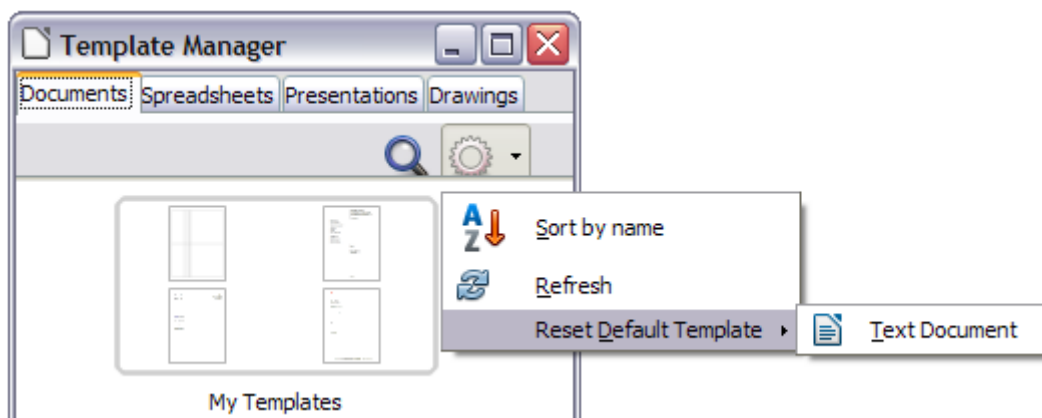 Template Manager
Documents Spreadsheets Presentations Drawings
Sort by name
Refresh
Reset Default Template
Text Document
My Templates